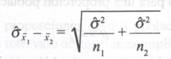 σ̂_{x̄₁ − x̄₂} = √(σ̂²/n₁ + σ̂²/n₂)